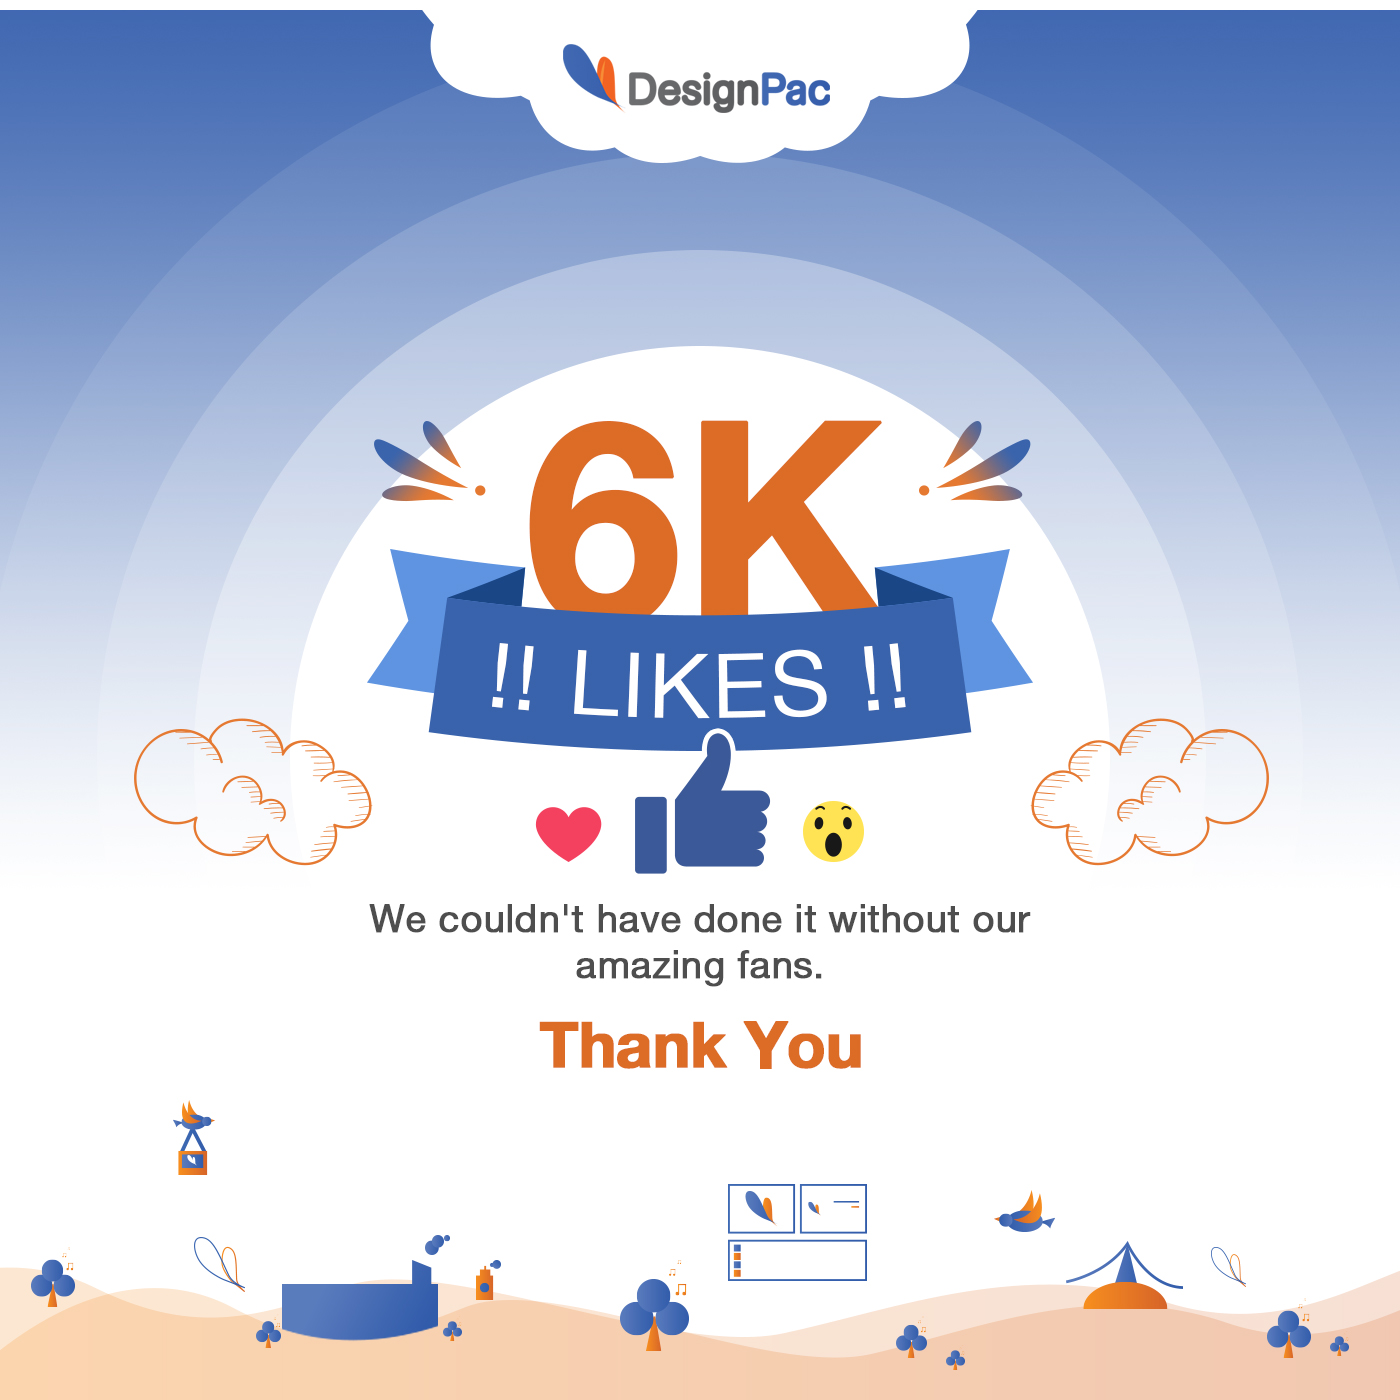 DesignPac
6K
!! LIKES !!
We couldn't have done it without our
amazing fans.
Thank You